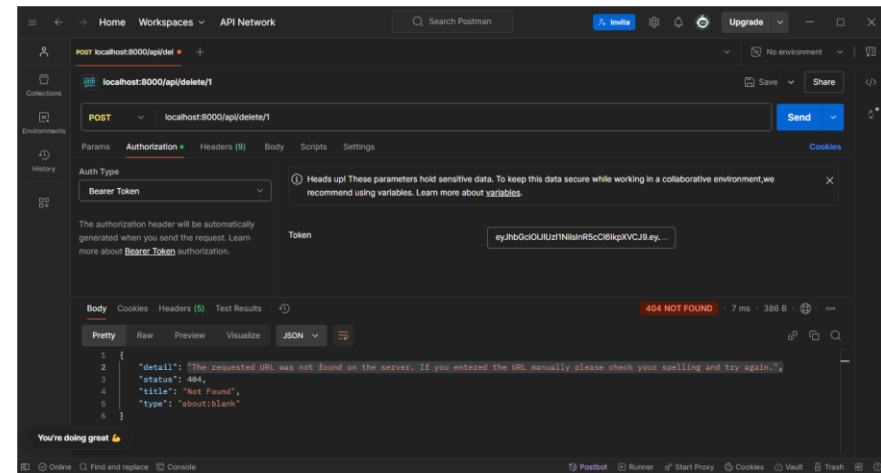 Home Workspaces API Network Search Postman Invite Upgrade
POST localhost:8000/api/del No environment
HTTP localhost:8000/api/delete/1 Save Share
Collections
POST localhost:8000/api/delete/1 Send
Environments
Params Authorization Headers (9) Body Scripts Settings Cookies
History
Auth Type
Bearer Token
Heads up! These parameters hold sensitive data. To keep this data secure while working in a collaborative environment,we
recommend using variables. Learn more about variables.
The authorization header will be automatically
generated when you send the request. Learn
more about Bearer Token authorization.
Token
Body Cookies Headers (5) Test Results 404 NOT FOUND 7 ms 386 B
Pretty Raw Preview Visualize JSON
1 {
2 "detail": "The requested URL was not found on the server. If you entered the URL manually please check your spelling and try again.",
3 "status": 404,
4 "title": "Not Found",
5 "type": "about:blank"
6 }
You're doing great
Online Find and replace Console Postbot Runner Start Proxy Cookies Vault Trash